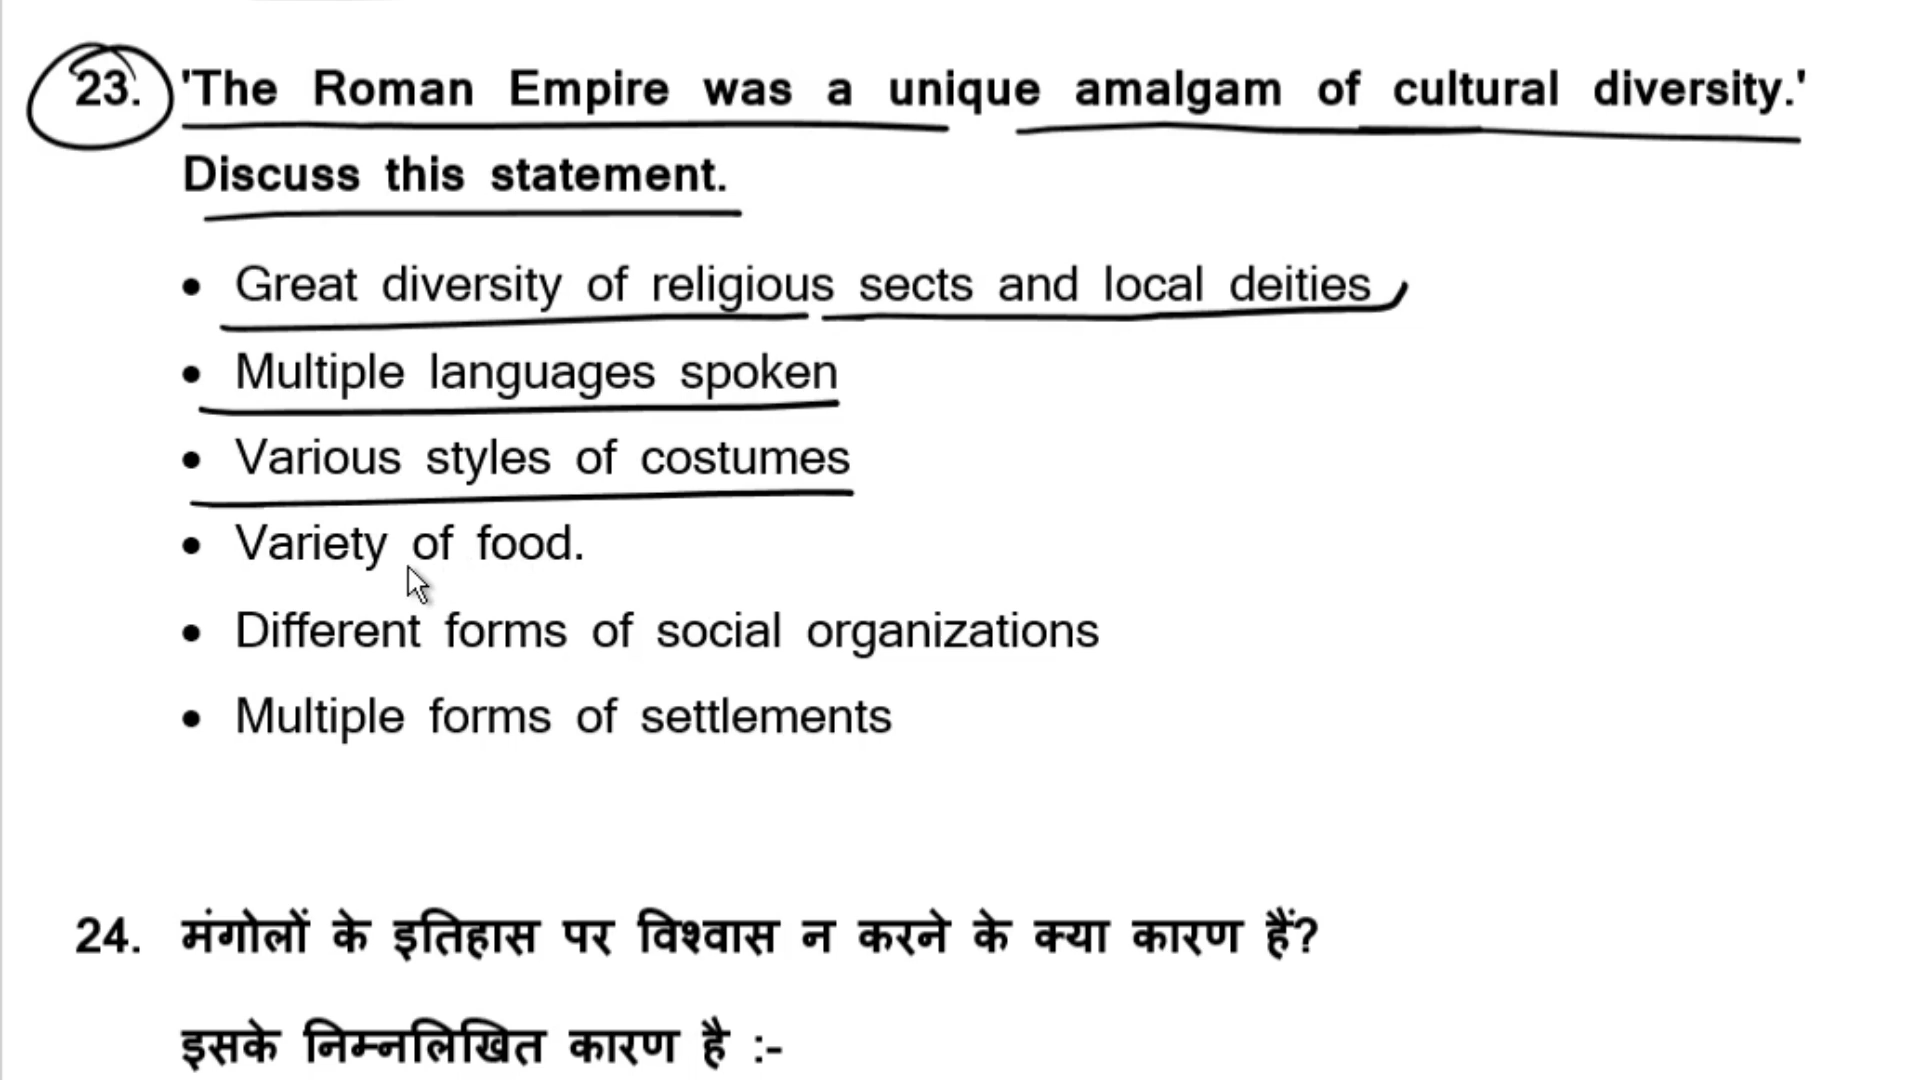 23. 'The Roman Empire was a unique amalgam of cultural diversity.'
Discuss this statement.
• Great diversity of religious sects and local deities
• Multiple languages spoken
• Various styles of costumes
• Variety of food.
• Different forms of social organizations
• Multiple forms of settlements
24. मंगोलों के इतिहास पर विश्वास न करने के क्या कारण हैं?
इसके निम्नलिखित कारण है :-